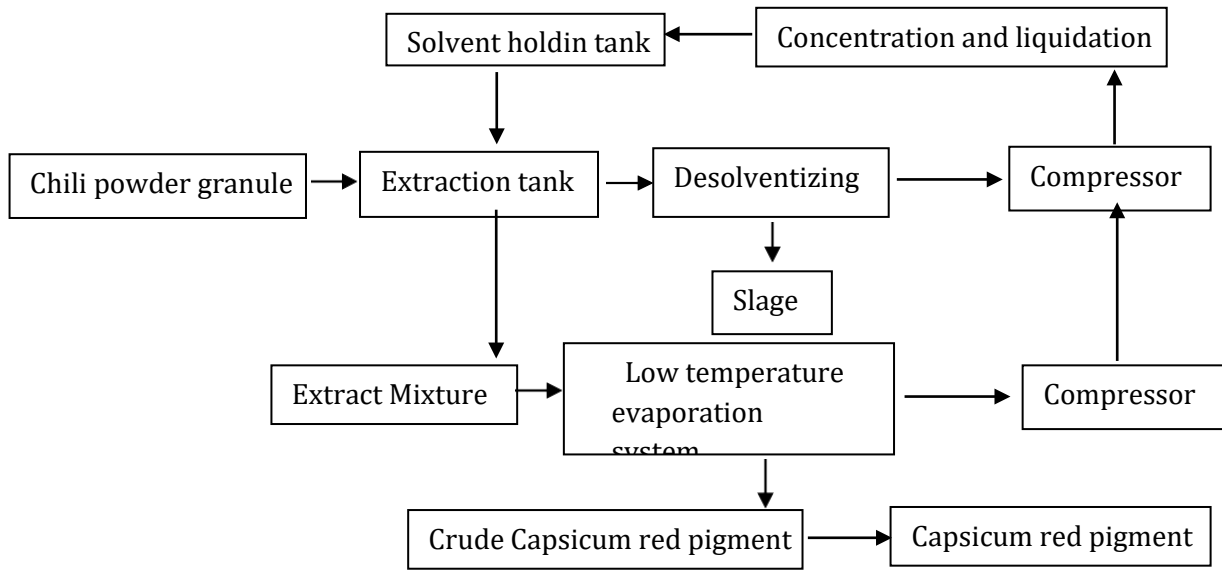 Solvent holdin tank
Concentration and liquidation
Chili powder granule
Extraction tank
Desolventizing
Compressor
Slage
Extract Mixture
Low temperature
evaporation
system
Compressor
Crude Capsicum red pigment
Capsicum red pigment